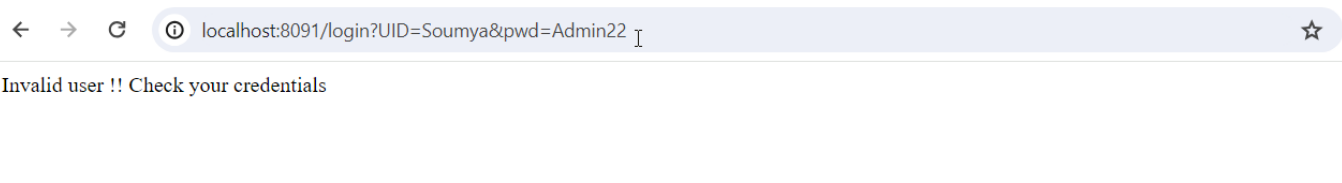 localhost:8091/login?UID=Soumya&pwd=Admin22
Invalid user !! Check your credentials